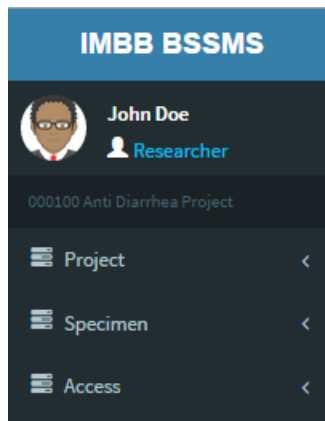 IMBB BSSMS
John Doe
Researcher
000100 Anti Diarrhea Project
Project
Specimen
Access